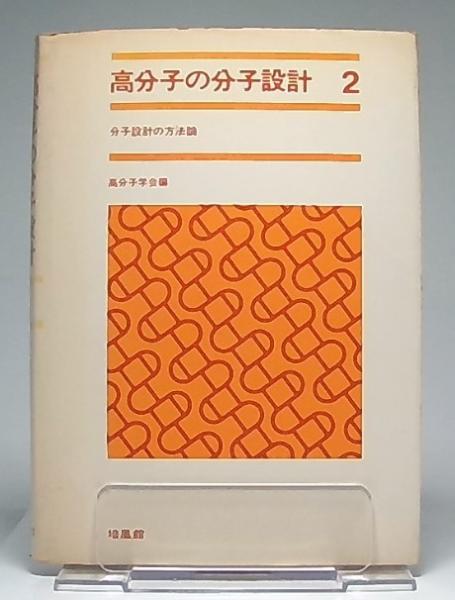 高分子の分子設計 2
分子設計の方法論
高分子学会編
培風館